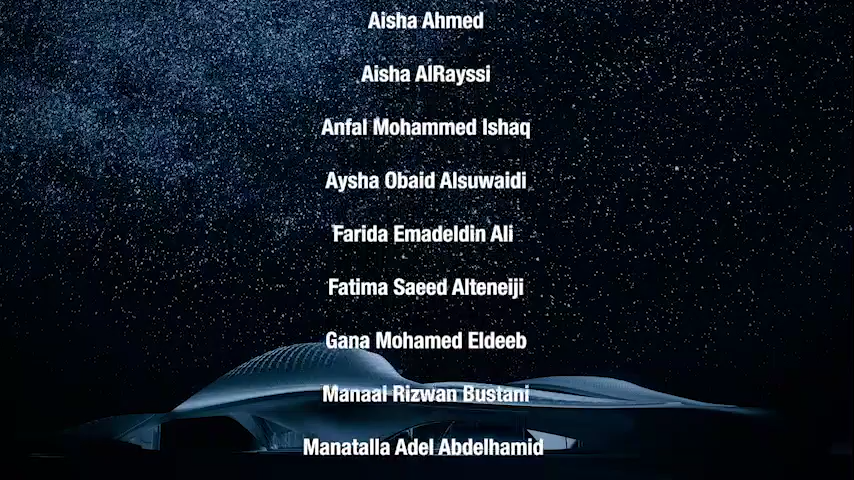 Aisha Ahmed
Aisha AlRayssi
Anfal Mohammed Ishaq
Aysha Obaid Alsuwaidi
Farida Emadeldin Ali
Fatima Saeed Alteneiji
Gana Mohamed Eldeeb
Manaal Rizwan Bustani
Manatalla Adel Abdelhamid